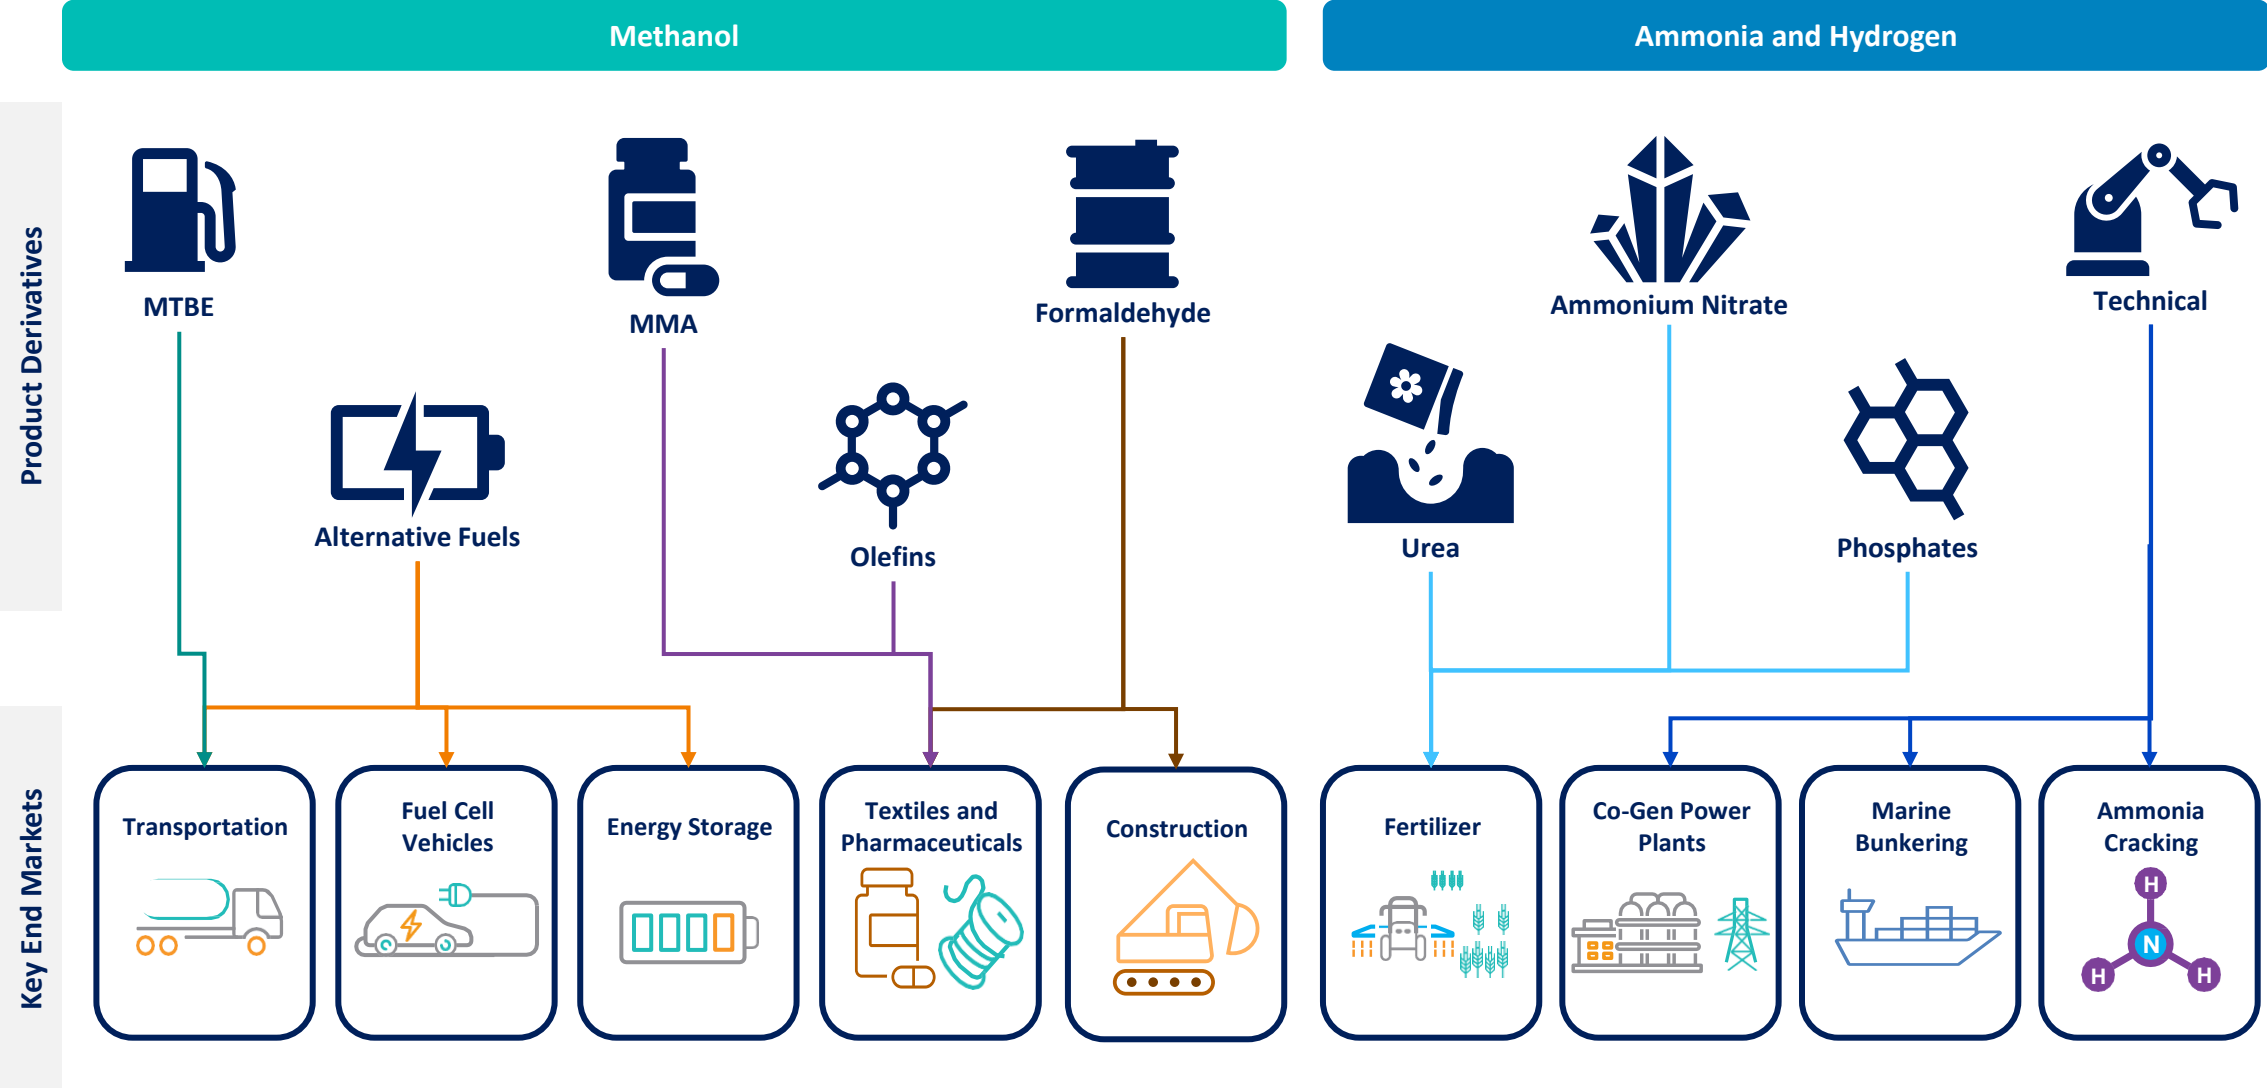 Methanol
Ammonia and Hydrogen
Product Derivatives
MTBE
MMA
Formaldehyde
Ammonium Nitrate
Technical
Alternative Fuels
Olefins
Urea
Phosphates
Key End Markets
Transportation
Fuel Cell
Vehicles
Energy Storage
Textiles and
Pharmaceuticals
Construction
Fertilizer
Co-Gen Power
Plants
Marine
Bunkering
Ammonia
Cracking
H
N
H
H